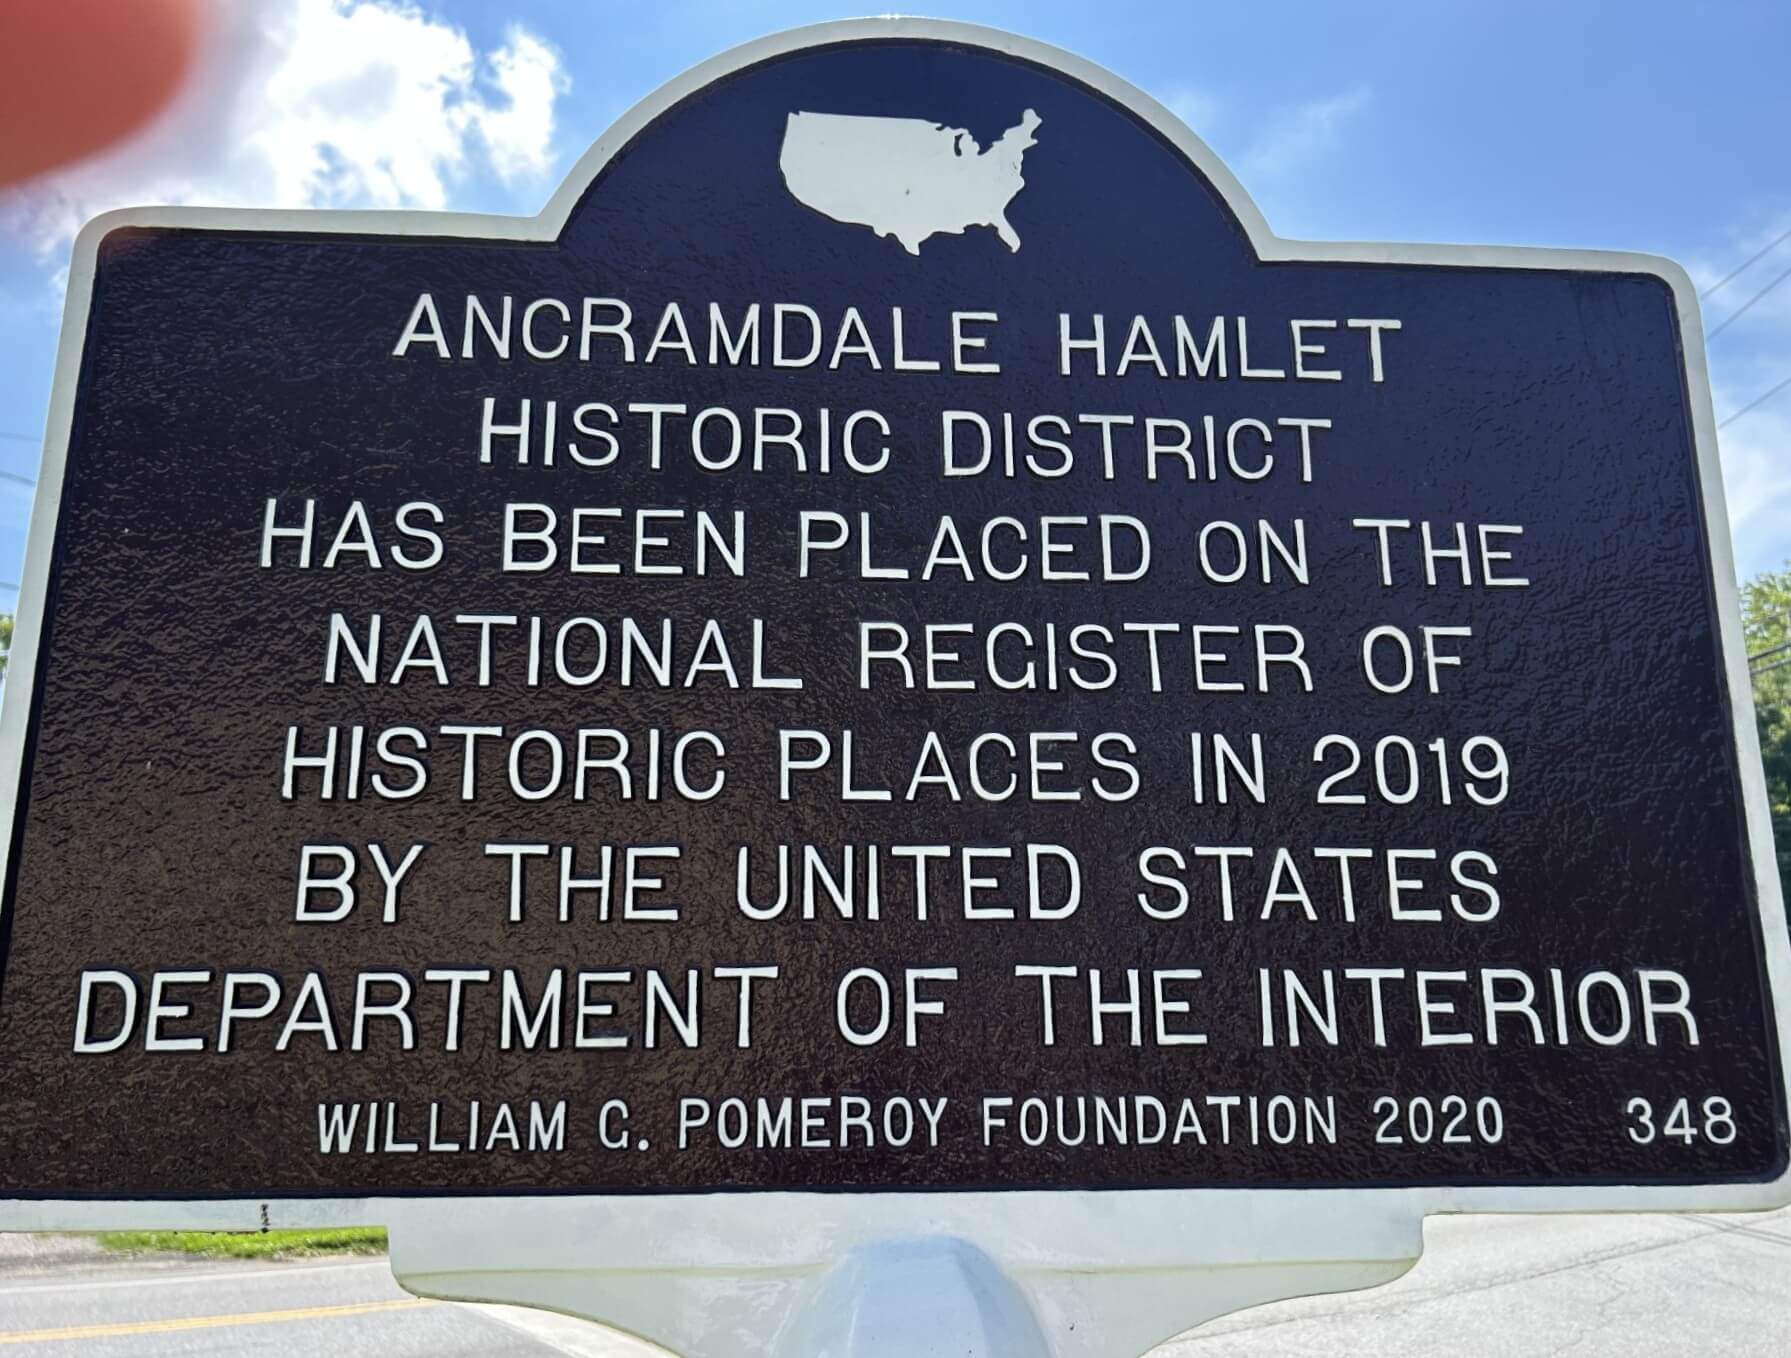 ANCRAMDALE HAMLET
HISTORIC DISTRICT
HAS BEEN PLACED ON THE
NATIONAL REGISTER OF
HISTORIC PLACES IN 2019
BY THE UNITED STATES
DEPARTMENT OF THE INTERIOR
WILLIAM G. POMEROY FOUNDATION 2020 348